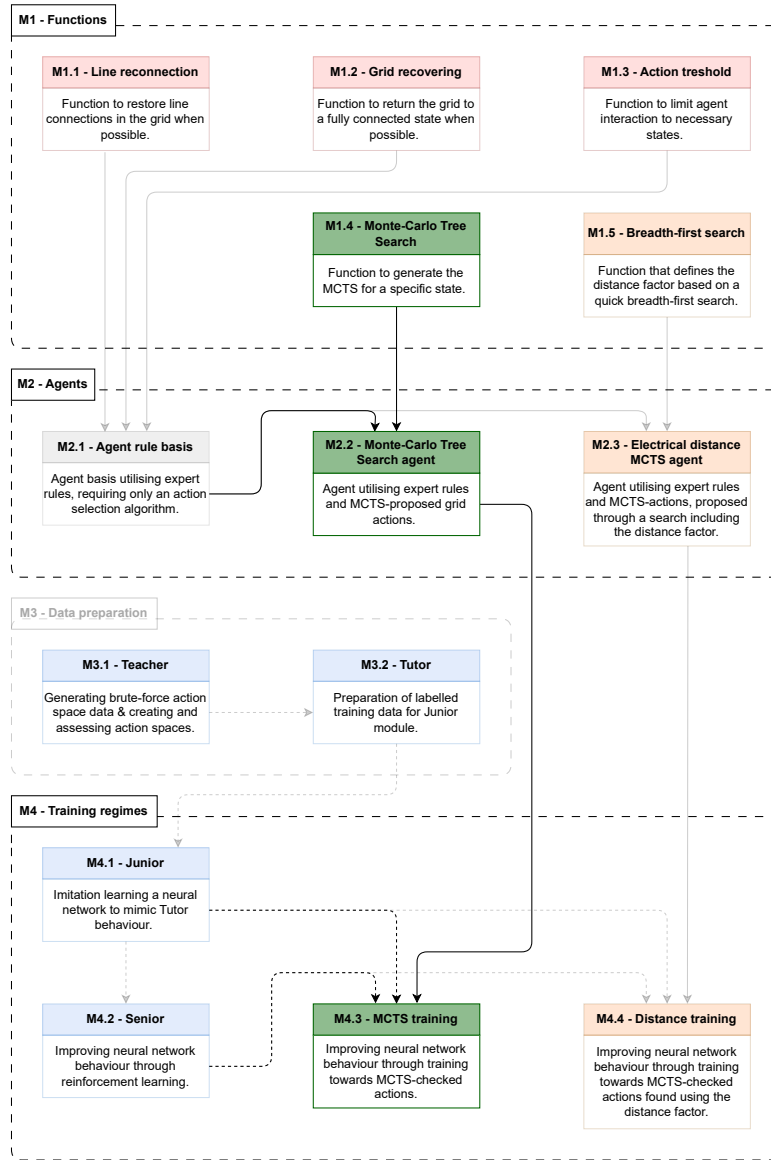 M1 - Functions
M1.1 - Line reconnection
Function to restore line
connections in the grid when
possible.
M1.2 - Grid recovering
Function to return the grid to
a fully connected state when
possible.
M1.3 - Action treshold
Function to limit agent
interaction to necessary
states.
M1.4 - Monte-Carlo Tree
Search
Function to generate the
MCTS for a specific state.
M1.5 - Breadth-first search
Function that defines the
distance factor based on a
quick breadth-first search.
M2 - Agents
M2.1 - Agent rule basis
Agent basis utilising expert
rules, requiring only an action
selection algorithm.
M2.2 - Monte-Carlo Tree
Search agent
Agent utilising expert rules
and MCTS-proposed grid
actions.
M2.3 - Electrical distance
MCTS agent
Agent utilising expert rules
and MCTS-actions, proposed
through a search including
the distance factor.
M3 - Data preparation
M3.1 - Teacher
Generating brute-force action
space data & creating and
assessing action spaces.
M3.2 - Tutor
Preparation of labelled
training data for Junior
module.
M4 - Training regimes
M4.1 - Junior
Imitation learning a neural
network to mimic Tutor
behaviour.
M4.2 - Senior
Improving neural network
behaviour through
reinforcement learning.
M4.3 - MCTS training
Improving neural network
behaviour through training
towards MCTS-checked
actions.
M4.4 - Distance training
Improving neural network
behaviour through training
towards MCTS-checked
actions found using the
distance factor.